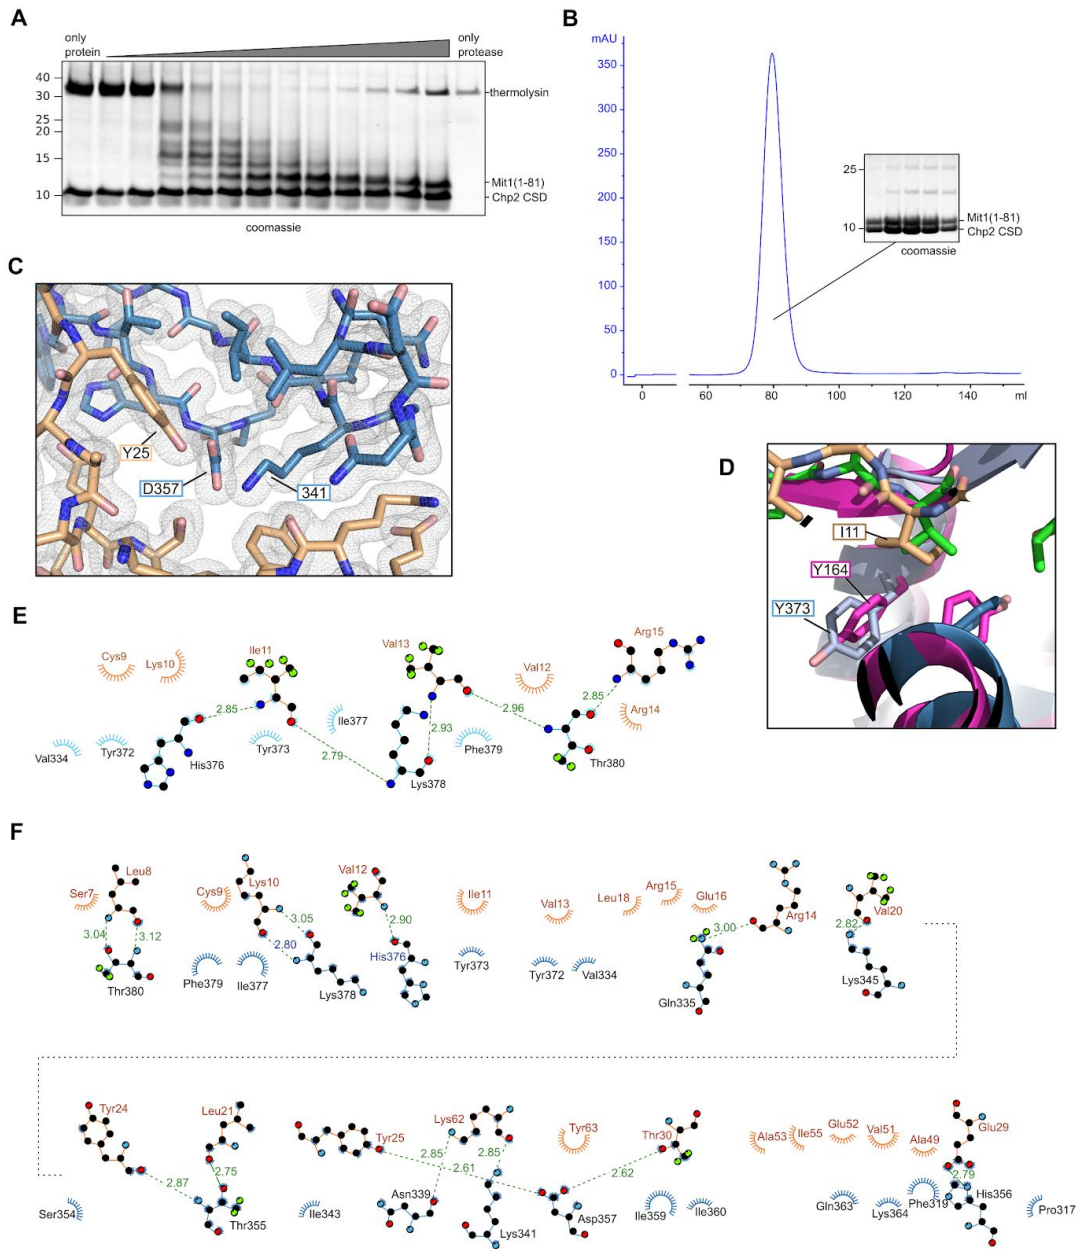 A
only
protein
only
protease
40
30
25
20
15
10
thermolysin
Mit1(1-81)
Chp2 CSD
coomassie
B
mAU
350
300
250
200
150
100
50
0
0
60
80
100
120
140
ml
25
10
Mit1(1-81)
Chp2 CSD
coomassie
C
Y25
D357
341
D
I11
Y164
Y373
E
Cys9
Lys10
Ile11
Val13
Val12
Arg15
2.85
2.79
2.93
2.96
2.85
Ile377
Arg14
Val334
Tyr372
His376
Tyr373
Lys378
Phe379
Thr380
F
Ser7
Leu8
Cys9
Lys10
Val12
Ile11
Val13
Leu18
Arg15
Glu16
Arg14
Val20
3.04
3.12
3.05
2.80
2.90
3.00
2.82
Thr380
Phe379
Ile377
Lys378
His376
Tyr373
Tyr372
Val334
Gln335
Lys345
Tyr24
Leu21
Tyr25
Lys62
Tyr63
Thr30
Ala53
Ile55
Glu52
Val51
Ala49
Glu29
2.87
2.75
2.85
2.61
2.85
2.62
2.79
Ser354
Thr355
Ile343
Asn339
Lys341
Asp357
Ile359
Ile360
Gln363
Lys364
Phe319
His356
Pro317